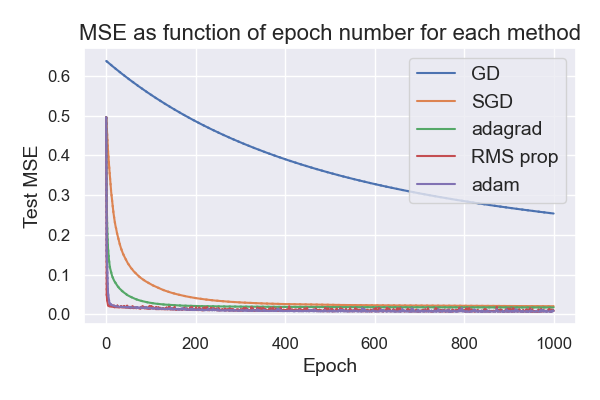 MSE as function of epoch number for each method
GD
SGD
adagrad
RMS prop
adam
Test MSE
0.6
0.5
0.4
0.3
0.2
0.1
0.0
0 200 400 600 800 1000
Epoch